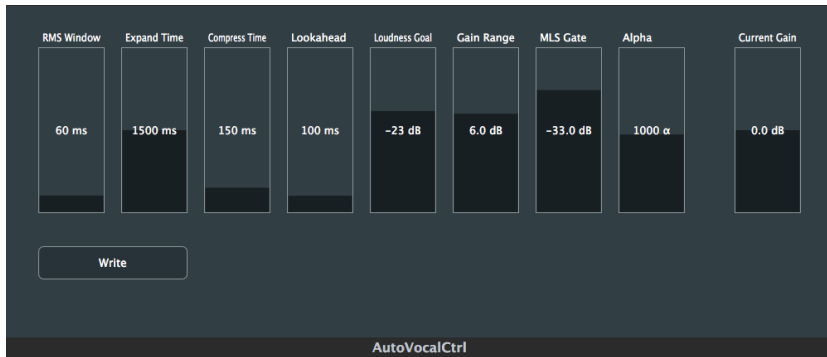 RMS Window Expand Time Compress Time Lookahead Loudness Goal Gain Range MLS Gate Alpha Current Gain
60 ms 1500 ms 150 ms 100 ms -23 dB 6.0 dB -33.0 dB 1000 α 0.0 dB
Write
AutoVocalCtrl